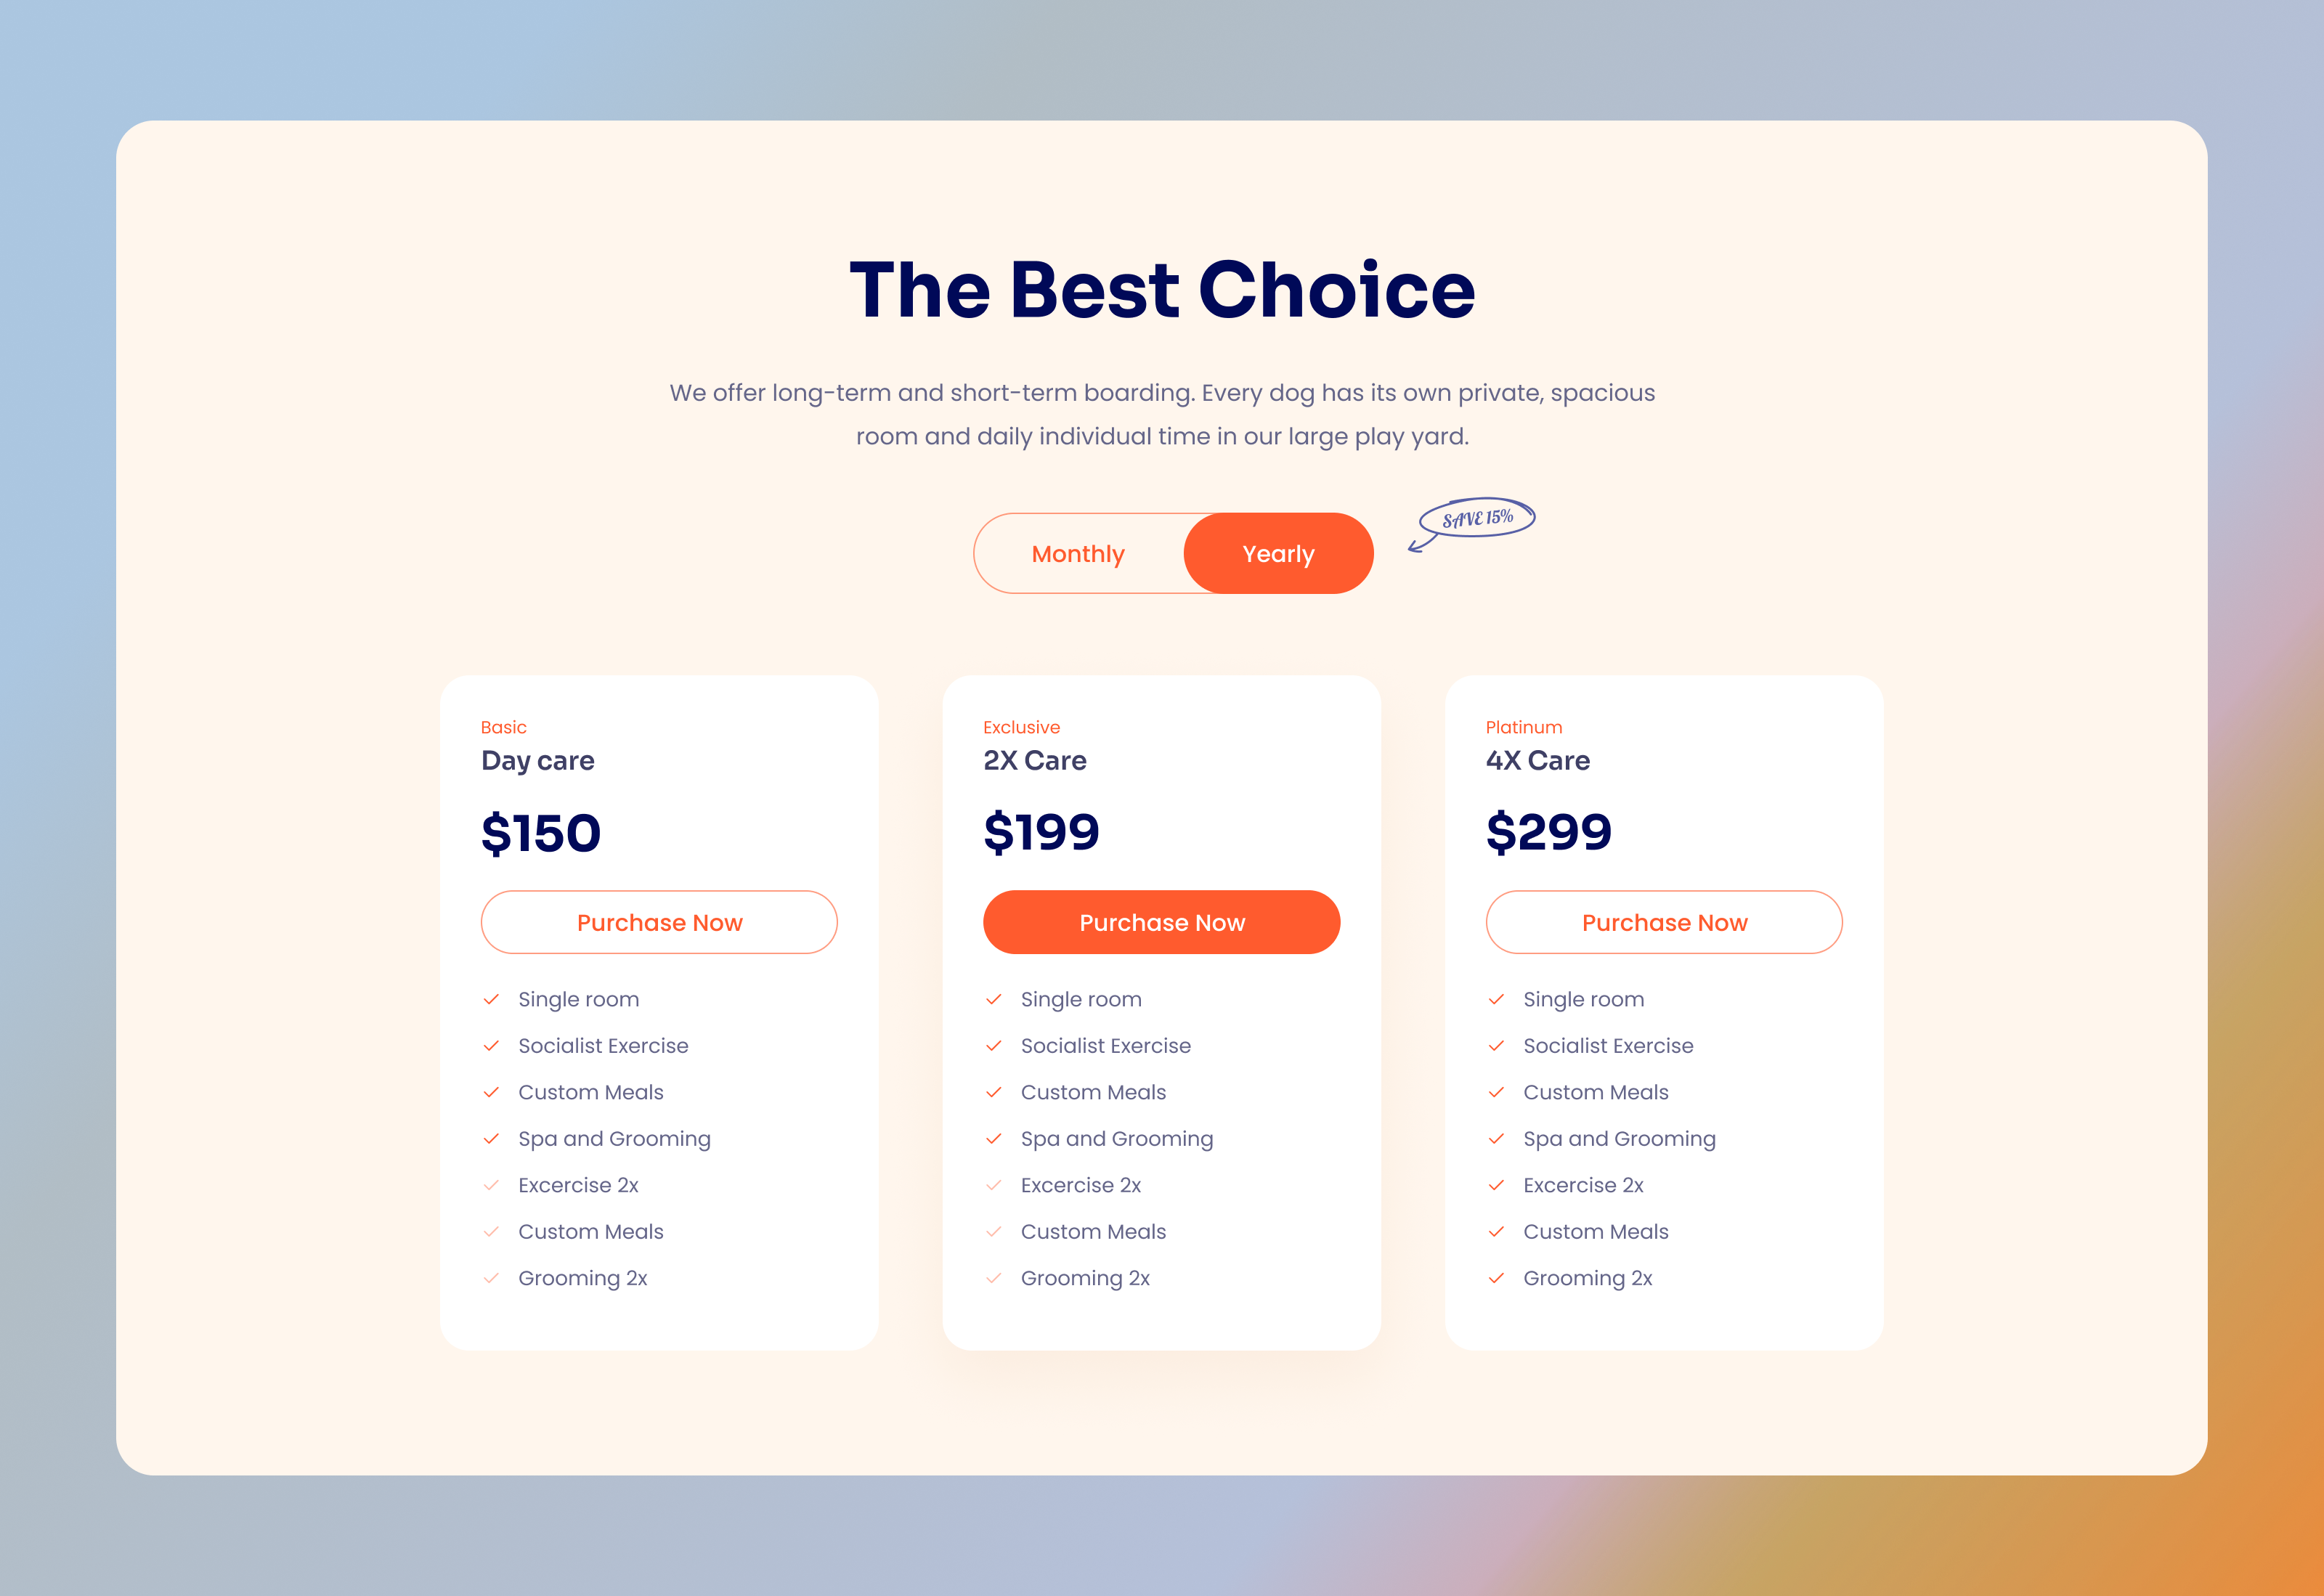 The Best Choice
We offer long-term and short-term boarding. Every dog has its own private, spacious
room and daily individual time in our large play yard.
Monthly
Yearly
SAVE 15%
Basic
Day care
$150
Purchase Now
Single room
Socialist Exercise
Custom Meals
Spa and Grooming
Excercise 2x
Custom Meals
Grooming 2x
Exclusive
2X Care
$199
Purchase Now
Single room
Socialist Exercise
Custom Meals
Spa and Grooming
Excercise 2x
Custom Meals
Grooming 2x
Platinum
4X Care
$299
Purchase Now
Single room
Socialist Exercise
Custom Meals
Spa and Grooming
Excercise 2x
Custom Meals
Grooming 2x